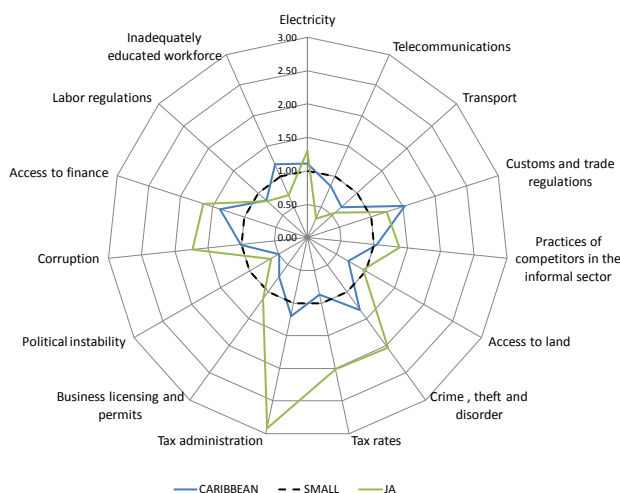 Electricity
Inadequately
educated workforce
Telecommunications
Labor regulations
Transport
Access to finance
Customs and trade
regulations
Corruption
Practices of
competitors in the
informal sector
Political instability
Access to land
Business licensing and
permits
Crime , theft and
disorder
Tax administration
Tax rates
3.00
2.50
2.00
1.50
1.00
0.50
0.00
CARIBBEAN
SMALL
JA